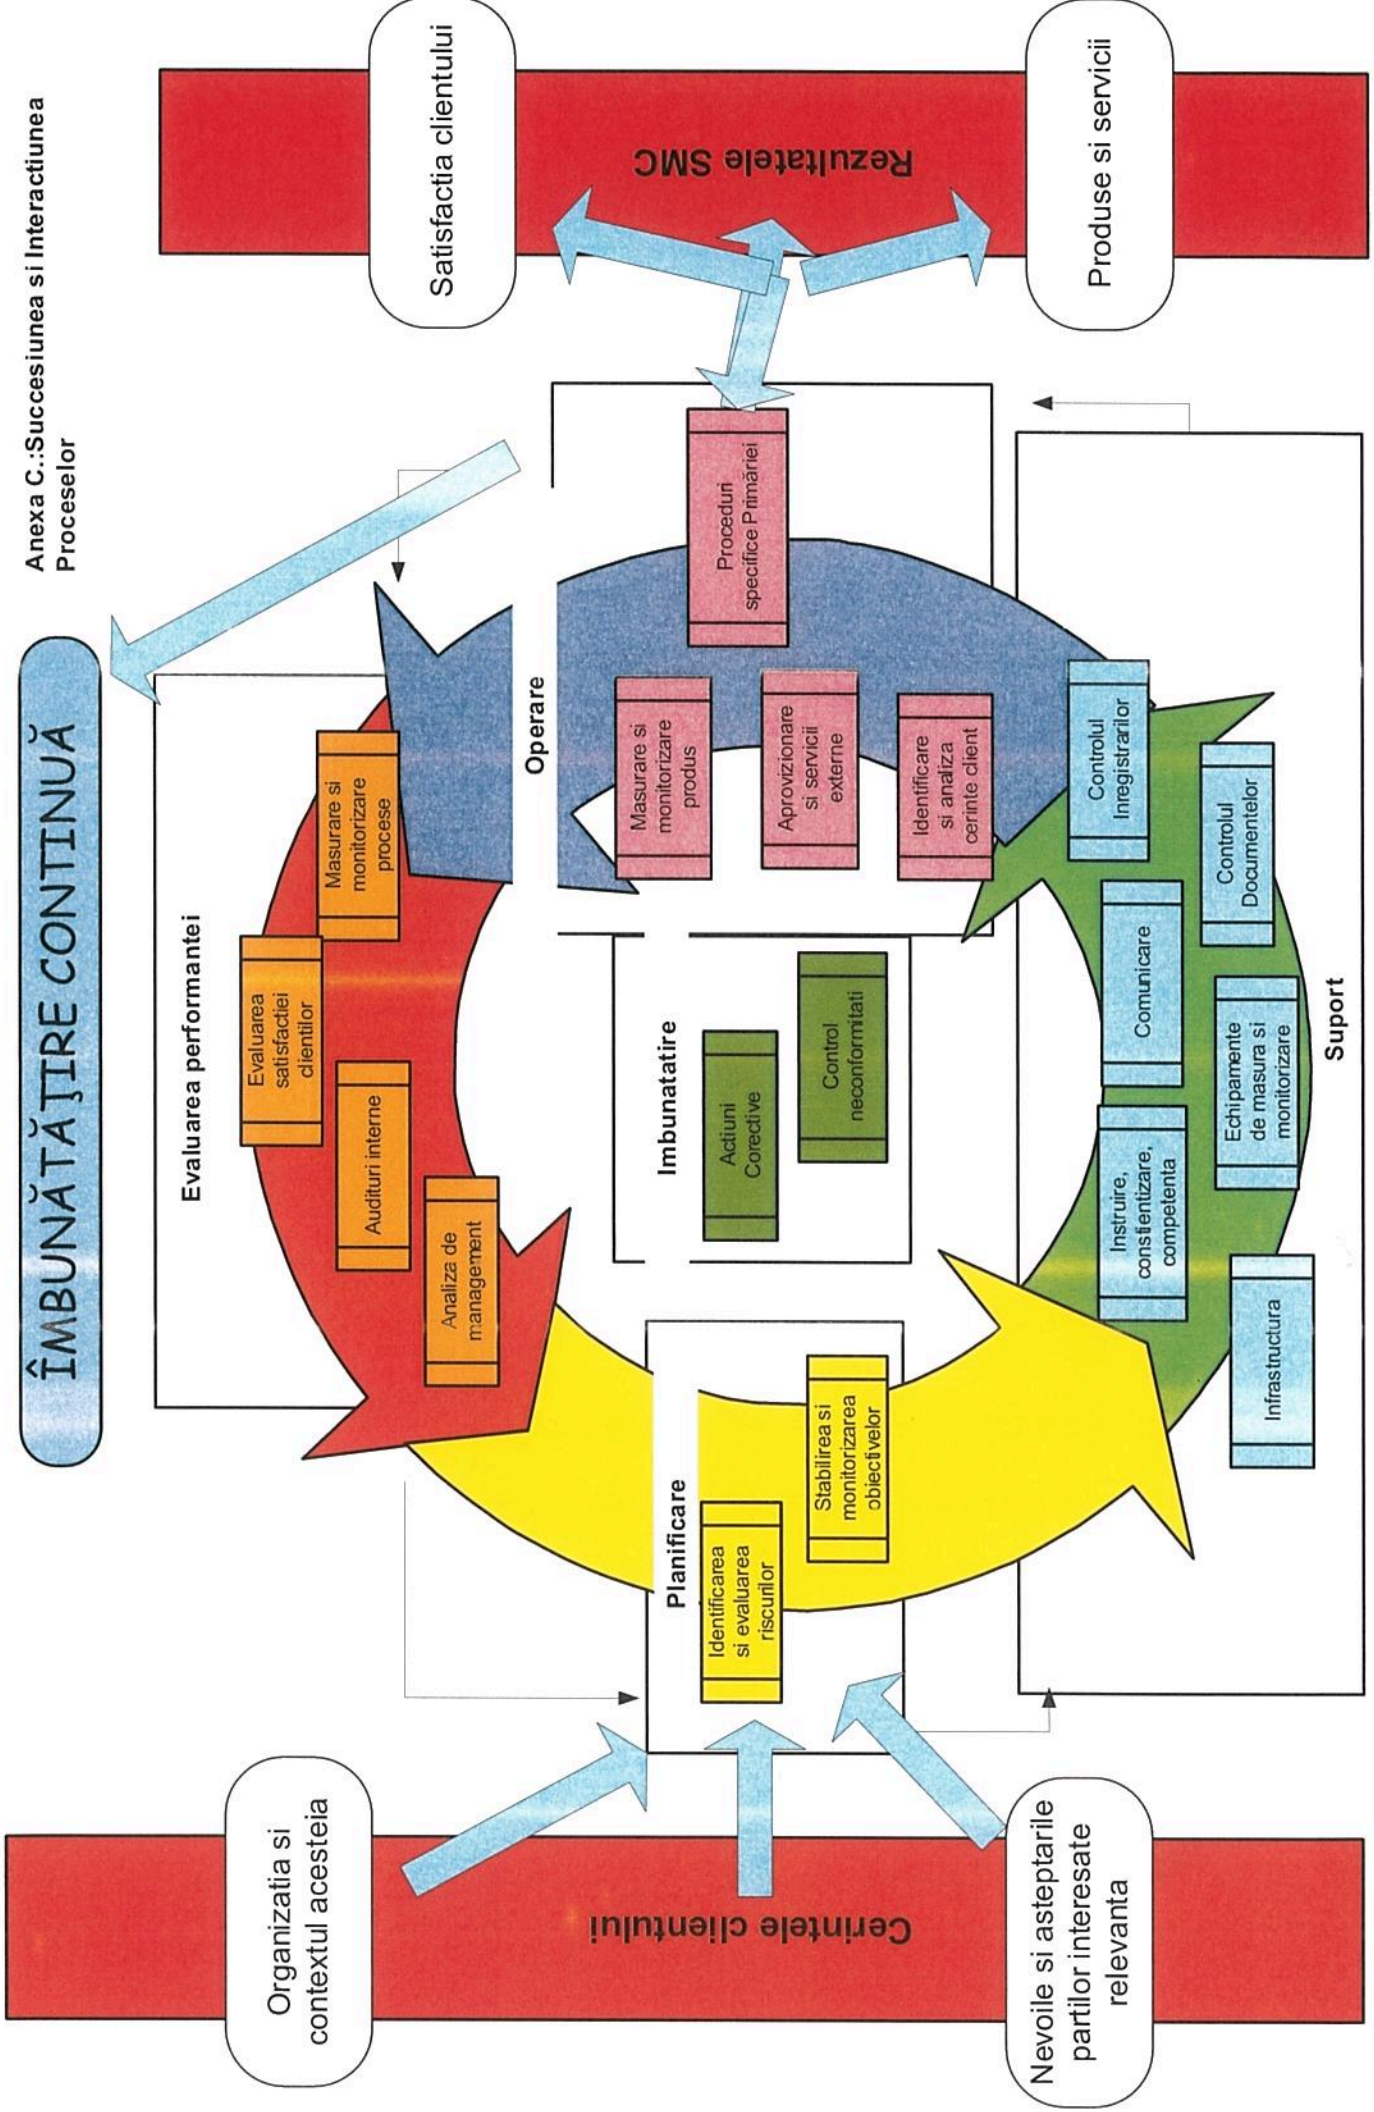 Anexa C.:Succesiunea si Interactiunea
Proceselor
ÎMBUNĂTĂŢIRE CONTINUĂ
Organizatia si
contextul acesteia
Cerintele clientului
Nevoile si asteptarile
partilor interesate
relevanta
Evaluarea performantei
Analiza de
management
Audituri interne
Evaluarea
satisfactiei
clientilor
Masurare si
monitorizare
procese
Planificare
Identificarea
si evaluarea
riscurilor
Stabilirea si
monitorizarea
obiectivelor
Imbunatatire
Actiuni
Corective
Control
neconformitati
Operare
Masurare si
monitorizare
produs
Aprovizionare
si servicii
externe
Identificare
si analiza
cerinte client
Proceduri
specifice Primăriei
Instruire,
constientizare,
competenta
Comunicare
Controlul
Inregistrarilor
Infrastructura
Echipamente
de masura si
monitorizare
Controlul
Documentelor
Suport
Satisfactia clientului
Rezultatele SMC
Produse si servicii